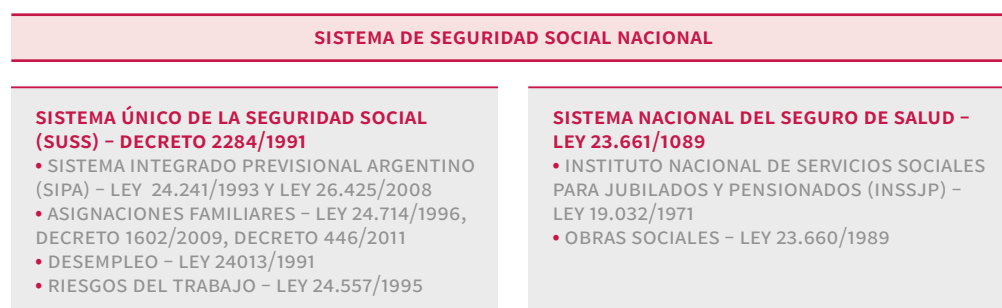 SISTEMA DE SEGURIDAD SOCIAL NACIONAL
SISTEMA ÚNICO DE LA SEGURIDAD SOCIAL
(SUSS) – DECRETO 2284/1991
• SISTEMA INTEGRADO PREVISIONAL ARGENTINO
(SIPA) – LEY 24.241/1993 Y LEY 26.425/2008
• ASIGNACIONES FAMILIARES – LEY 24.714/1996,
DECRETO 1602/2009, DECRETO 446/2011
• DESEMPLEO – LEY 24013/1991
• RIESGOS DEL TRABAJO – LEY 24.557/1995
SISTEMA NACIONAL DEL SEGURO DE SALUD –
LEY 23.661/1089
• INSTITUTO NACIONAL DE SERVICIOS SOCIALES
PARA JUBILADOS Y PENSIONADOS (INSSJP) –
LEY 19.032/1971
• OBRAS SOCIALES – LEY 23.660/1989